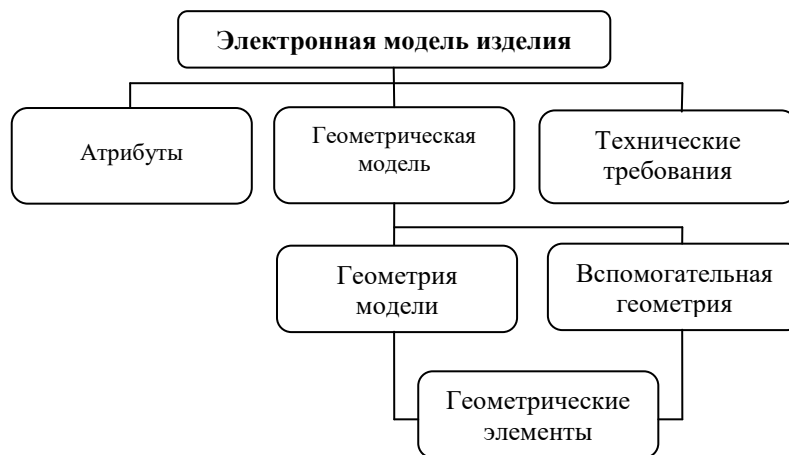 Электронная модель изделия
Атрибуты
Геометрическая
модель
Технические
требования
Геометрия
модели
Вспомогательная
геометрия
Геометрические
элементы